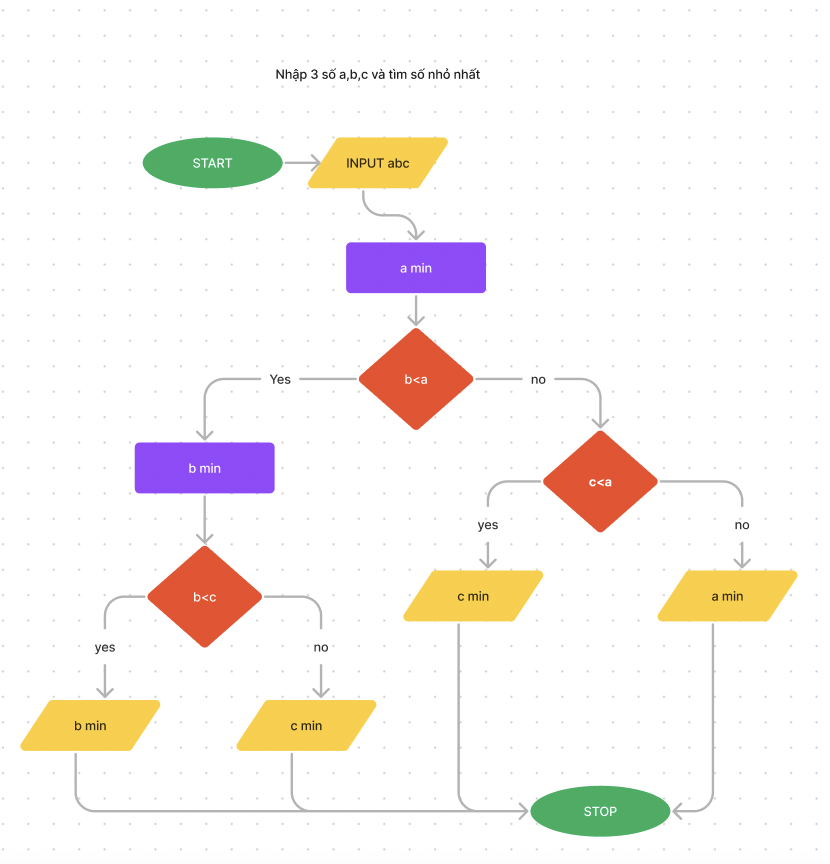 Nhập 3 số a,b,c và tìm số nhỏ nhất
START
INPUT abc
a min
b<a
Yes
no
b min
c<a
yes
no
b<c
c min
a min
yes
no
b min
c min
STOP